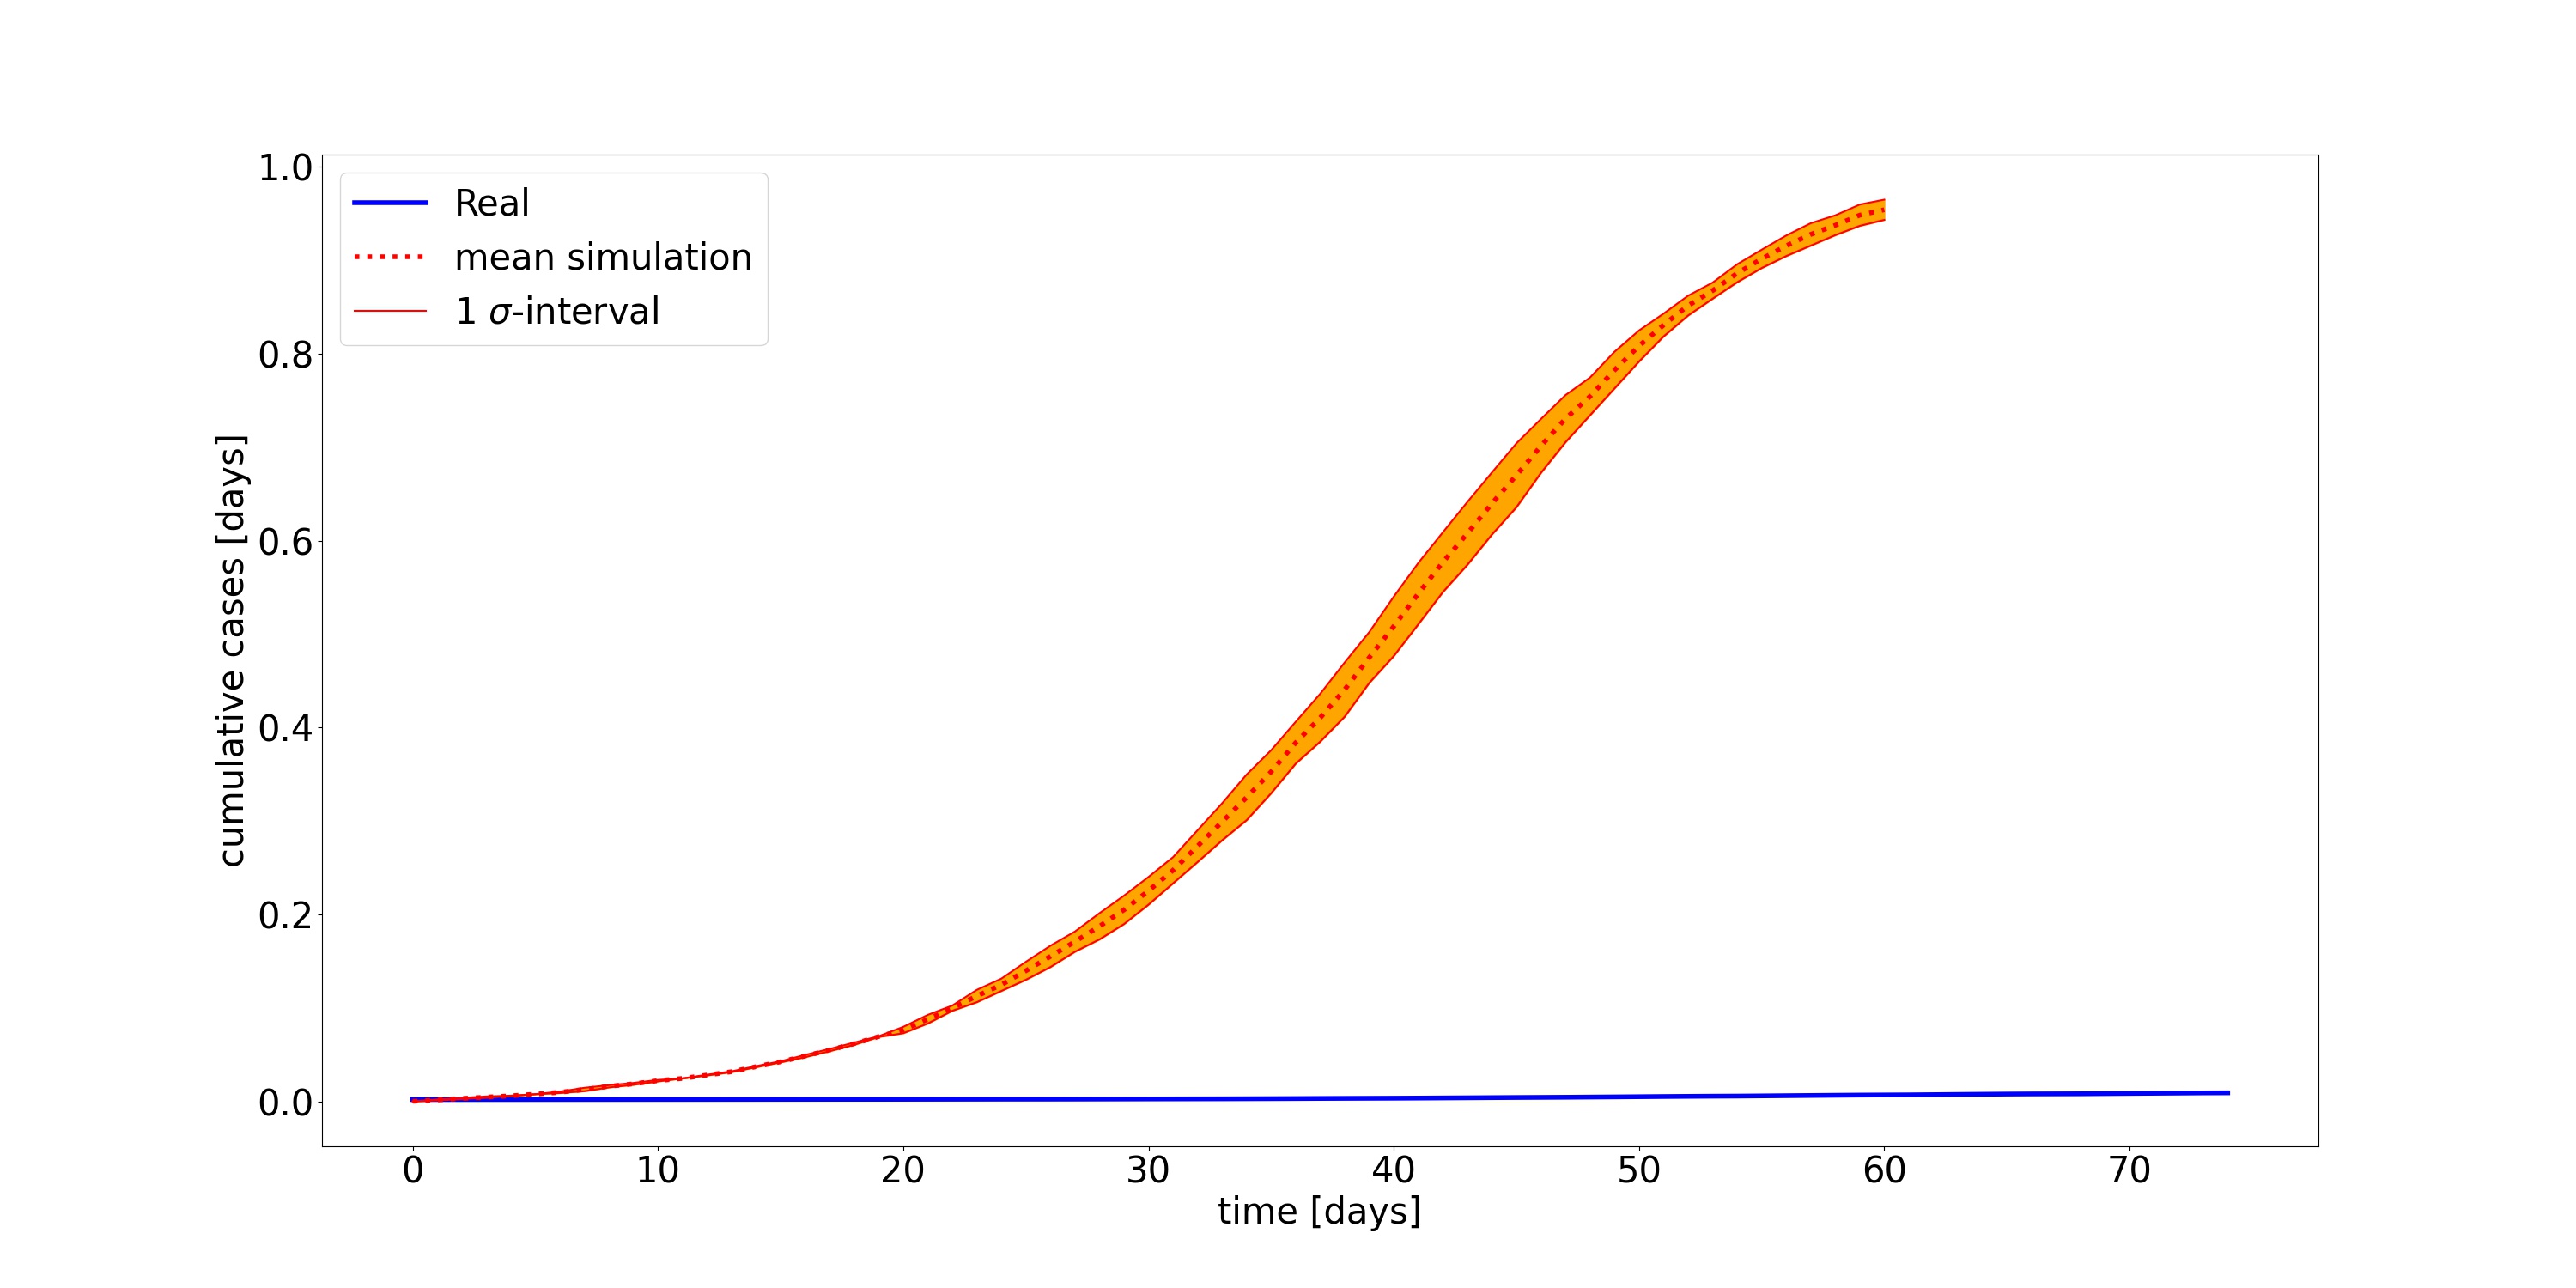 1.0
0.8
0.6
0.4
0.2
0.0
cumulative cases [days]
Real
mean simulation
1 σ-interval
0 10 20 30 40 50 60 70
time [days]